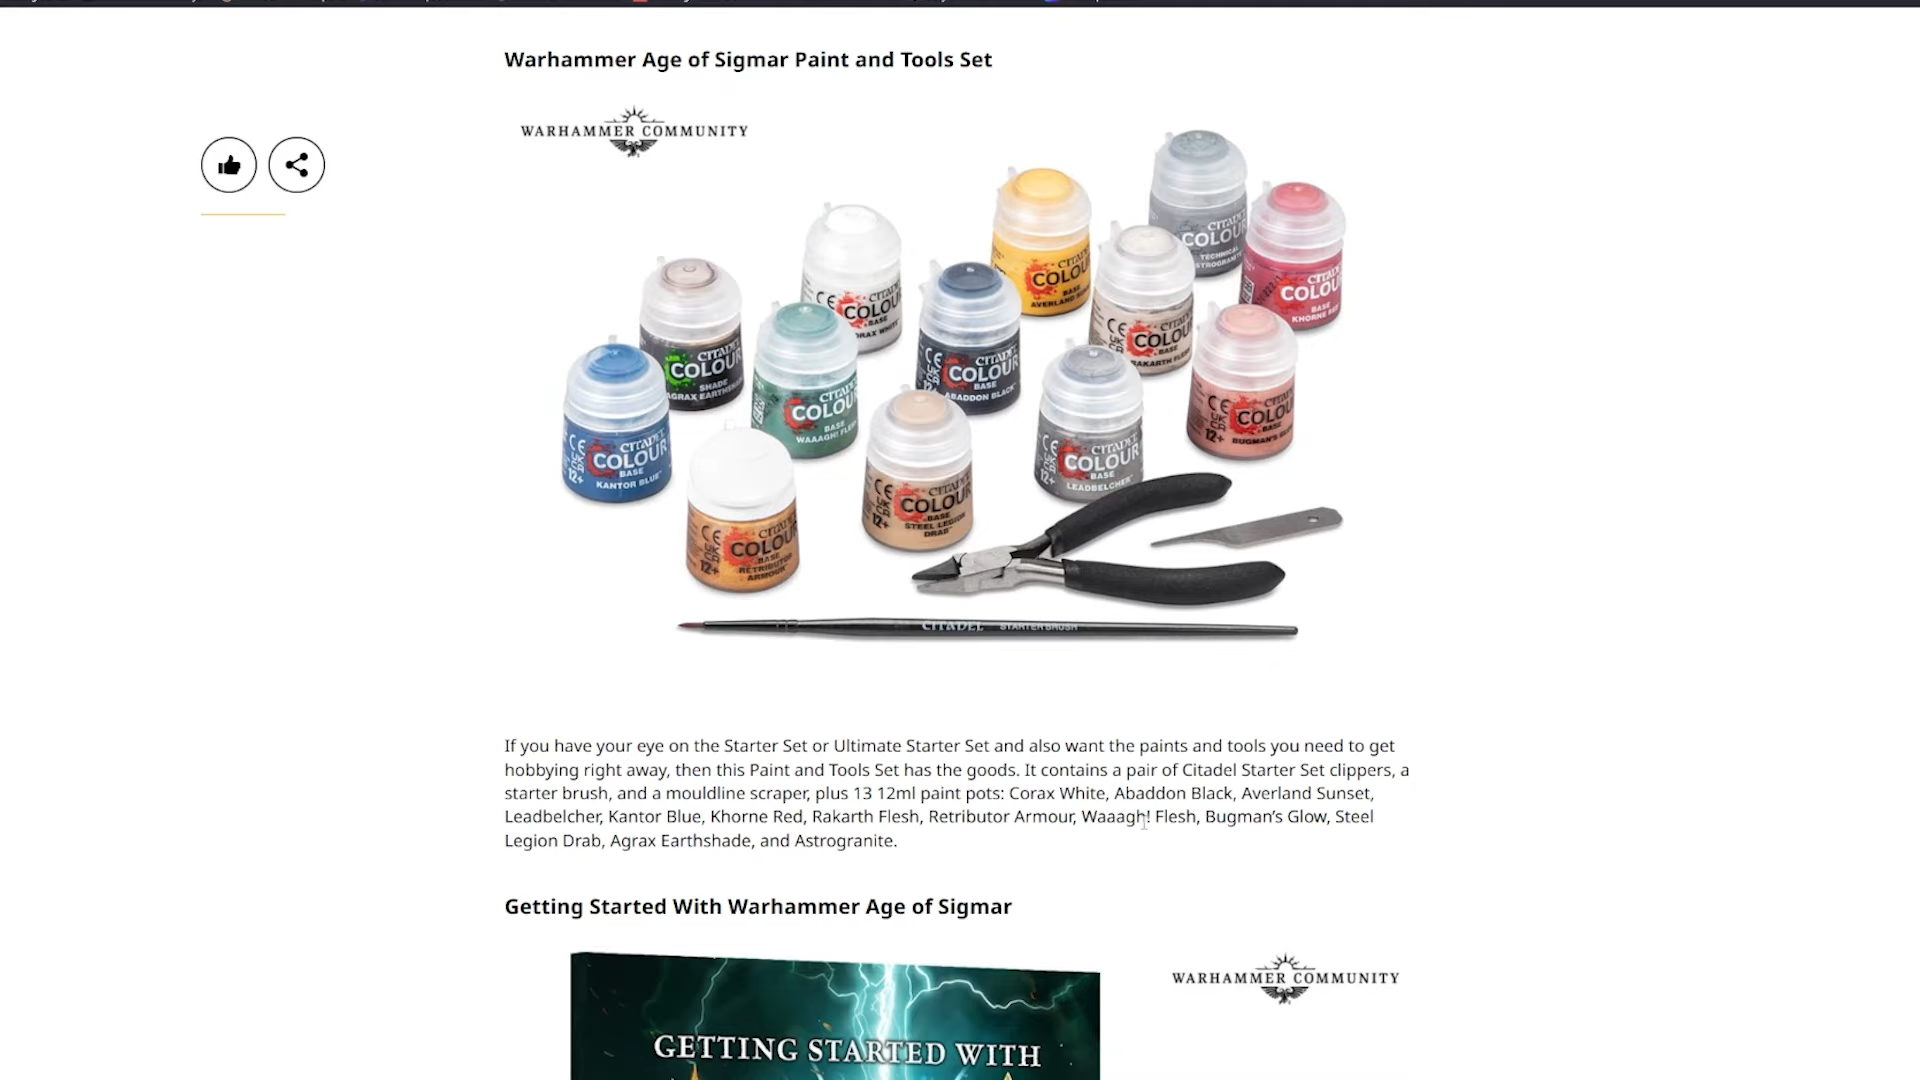 Warhammer Age of Sigmar Paint and Tools Set
WARHAMMER COMMUNITY
CITADEL
COLOUR
TECHNICAL
CITADEL
COLOUR
BASE
AVERLAND
CITADEL
COLOUR
BASE
KHORNE
CITADEL
COLOUR
BASE
WHITE
CITADEL
COLOUR
BASE
RAKARTH FLESH
CITADEL
COLOUR
SHADE
AGRAX
CITADEL
COLOUR
BASE
ABADDON BLACK
CITADEL
COLOUR
BASE
WAAAGH!
CITADEL
COLOUR
BASE
BUGMAN'S
12+
CITADEL
COLOUR
BASE
KANTOR BLUE
12+
CITADEL
COLOUR
BASE
LEADBELCHER
12+
CITADEL
COLOUR
BASE
STEEL LEGION
DRAB
12+
CITADEL
COLOUR
BASE
RETRIBUTOR
ARMOUR
12+
CITADEL STARTER BRUSH
If you have your eye on the Starter Set or Ultimate Starter Set and also want the paints and tools you need to get
hobbying right away, then this Paint and Tools Set has the goods. It contains a pair of Citadel Starter Set clippers, a
starter brush, and a mouldline scraper, plus 13 12ml paint pots: Corax White, Abaddon Black, Averland Sunset,
Leadbelcher, Kantor Blue, Khorne Red, Rakarth Flesh, Retributor Armour, Waaagh! Flesh, Bugman’s Glow, Steel
Legion Drab, Agrax Earthshade, and Astrogranite.
Getting Started With Warhammer Age of Sigmar
WARHAMMER COMMUNITY
GETTING STARTED WITH